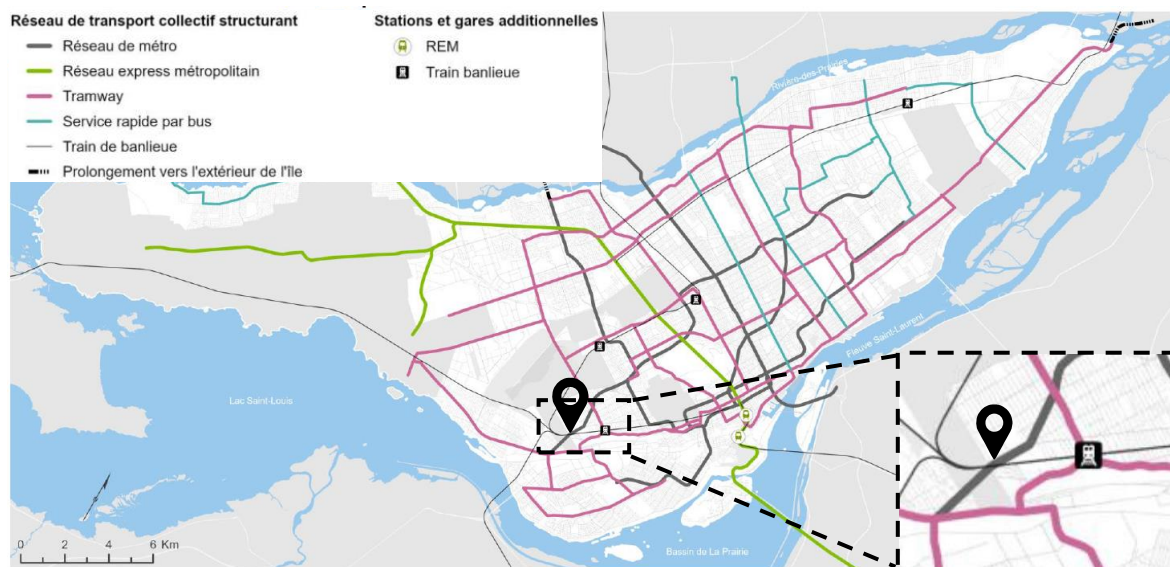 Réseau de transport collectif structurant
Réseau de métro
Réseau express métropolitain
Tramway
Service rapide par bus
Train de banlieue
Prolongement vers l'extérieur de l'île
Stations et gares additionnelles
REM
Train banlieue
Rivière-des-Prairies
Fleuve Saint-Laurent
Lac Saint-Louis
Bassin de La Prairie
0 2 4 6 Km